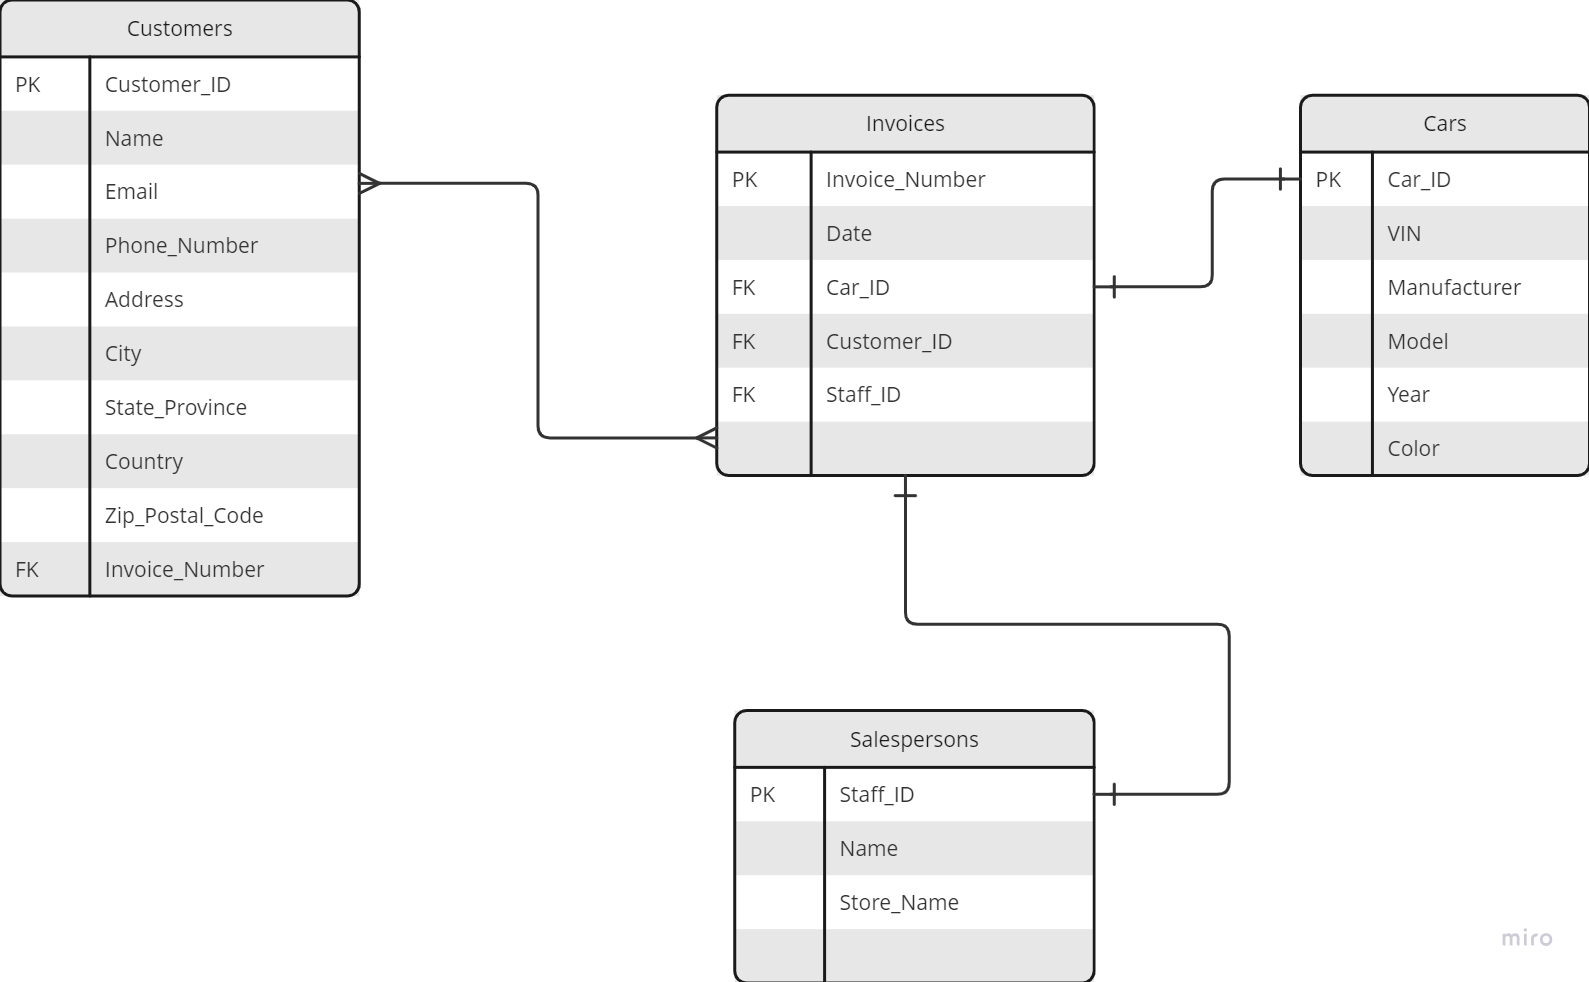 Customers
PK Customer_ID
Name
Email
Phone_Number
Address
City
State_Province
Country
Zip_Postal_Code
FK Invoice_Number
Invoices
PK Invoice_Number
Date
FK Car_ID
FK Customer_ID
FK Staff_ID
Cars
PK Car_ID
VIN
Manufacturer
Model
Year
Color
Salespersons
PK Staff_ID
Name
Store_Name
miro